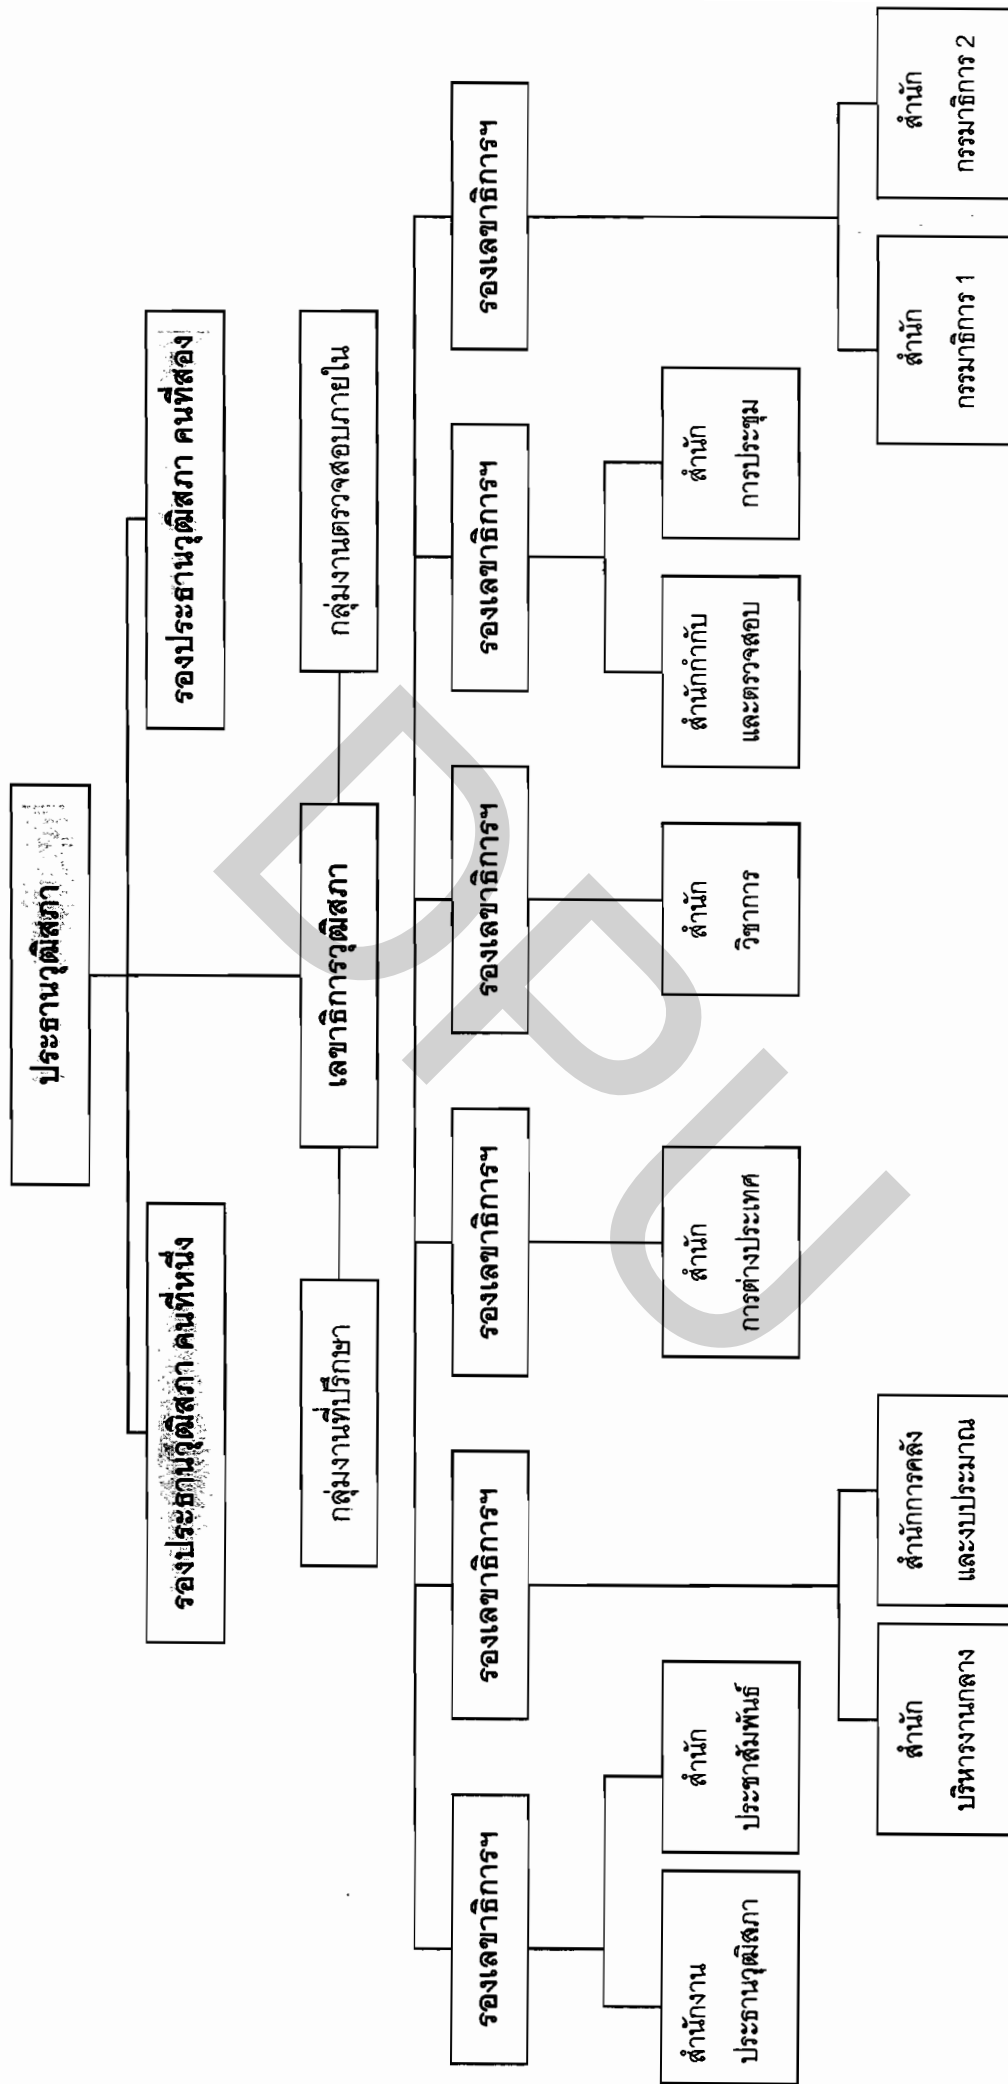 ประธานวุฒิสภา
รองประธานวุฒิสภา คนที่หนึ่ง
รองประธานวุฒิสภา คนที่สอง
กลุ่มงานที่ปรึกษา
เลขาธิการวุฒิสภา
กลุ่มงานตรวจสอบภายใน
รองเลขาธิการฯ
รองเลขาธิการฯ
รองเลขาธิการฯ
รองเลขาธิการฯ
รองเลขาธิการฯ
รองเลขาธิการฯ
สำนักงาน
ประธานวุฒิสภา
สำนัก
ประชาสัมพันธ์
สำนัก
การต่างประเทศ
สำนัก
วิชาการ
สำนักกำกับ
และตรวจสอบ
สำนัก
การประชุม
สำนัก
บริหารงานกลาง
สำนักการคลัง
และงบประมาณ
สำนัก
กรรมาธิการ 1
สำนัก
กรรมาธิการ 2
DPU